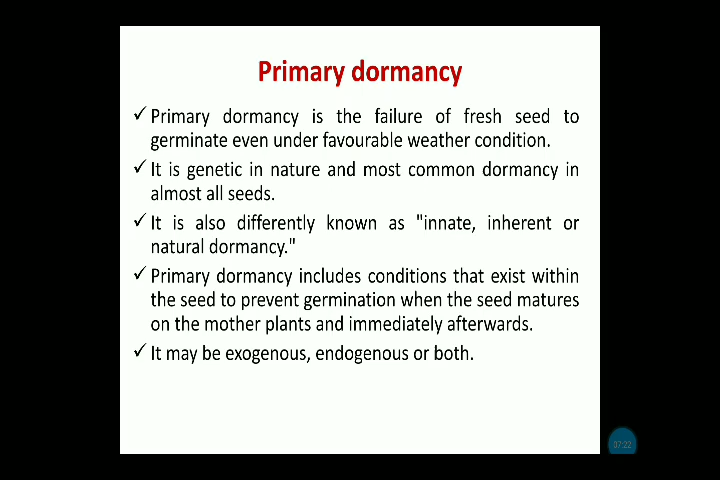 Primary dormancy
✓ Primary dormancy is the failure of fresh seed to
germinate even under favourable weather condition.
✓ It is genetic in nature and most common dormancy in
almost all seeds.
✓ It is also differently known as "innate, inherent or
natural dormancy."
✓ Primary dormancy includes conditions that exist within
the seed to prevent germination when the seed matures
on the mother plants and immediately afterwards.
✓ It may be exogenous, endogenous or both.
07:22